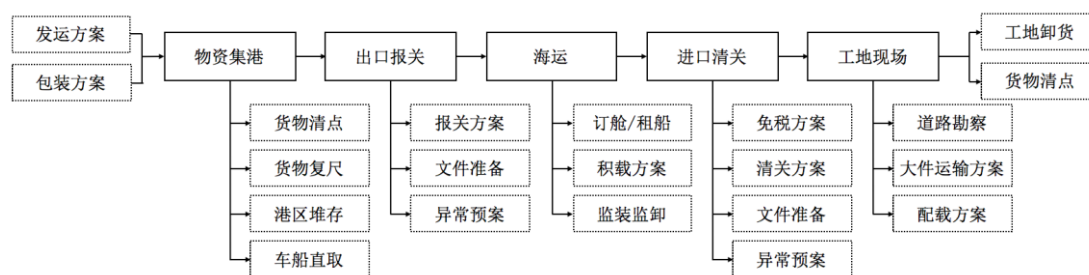 发运方案
包装方案
物资集港
出口报关
海运
进口清关
工地现场
工地卸货
货物清点
货物清点
货物复尺
港区堆存
车船直取
报关方案
文件准备
异常预案
订舱/租船
积载方案
监装监卸
免税方案
清关方案
文件准备
异常预案
道路勘察
大件运输方案
配载方案